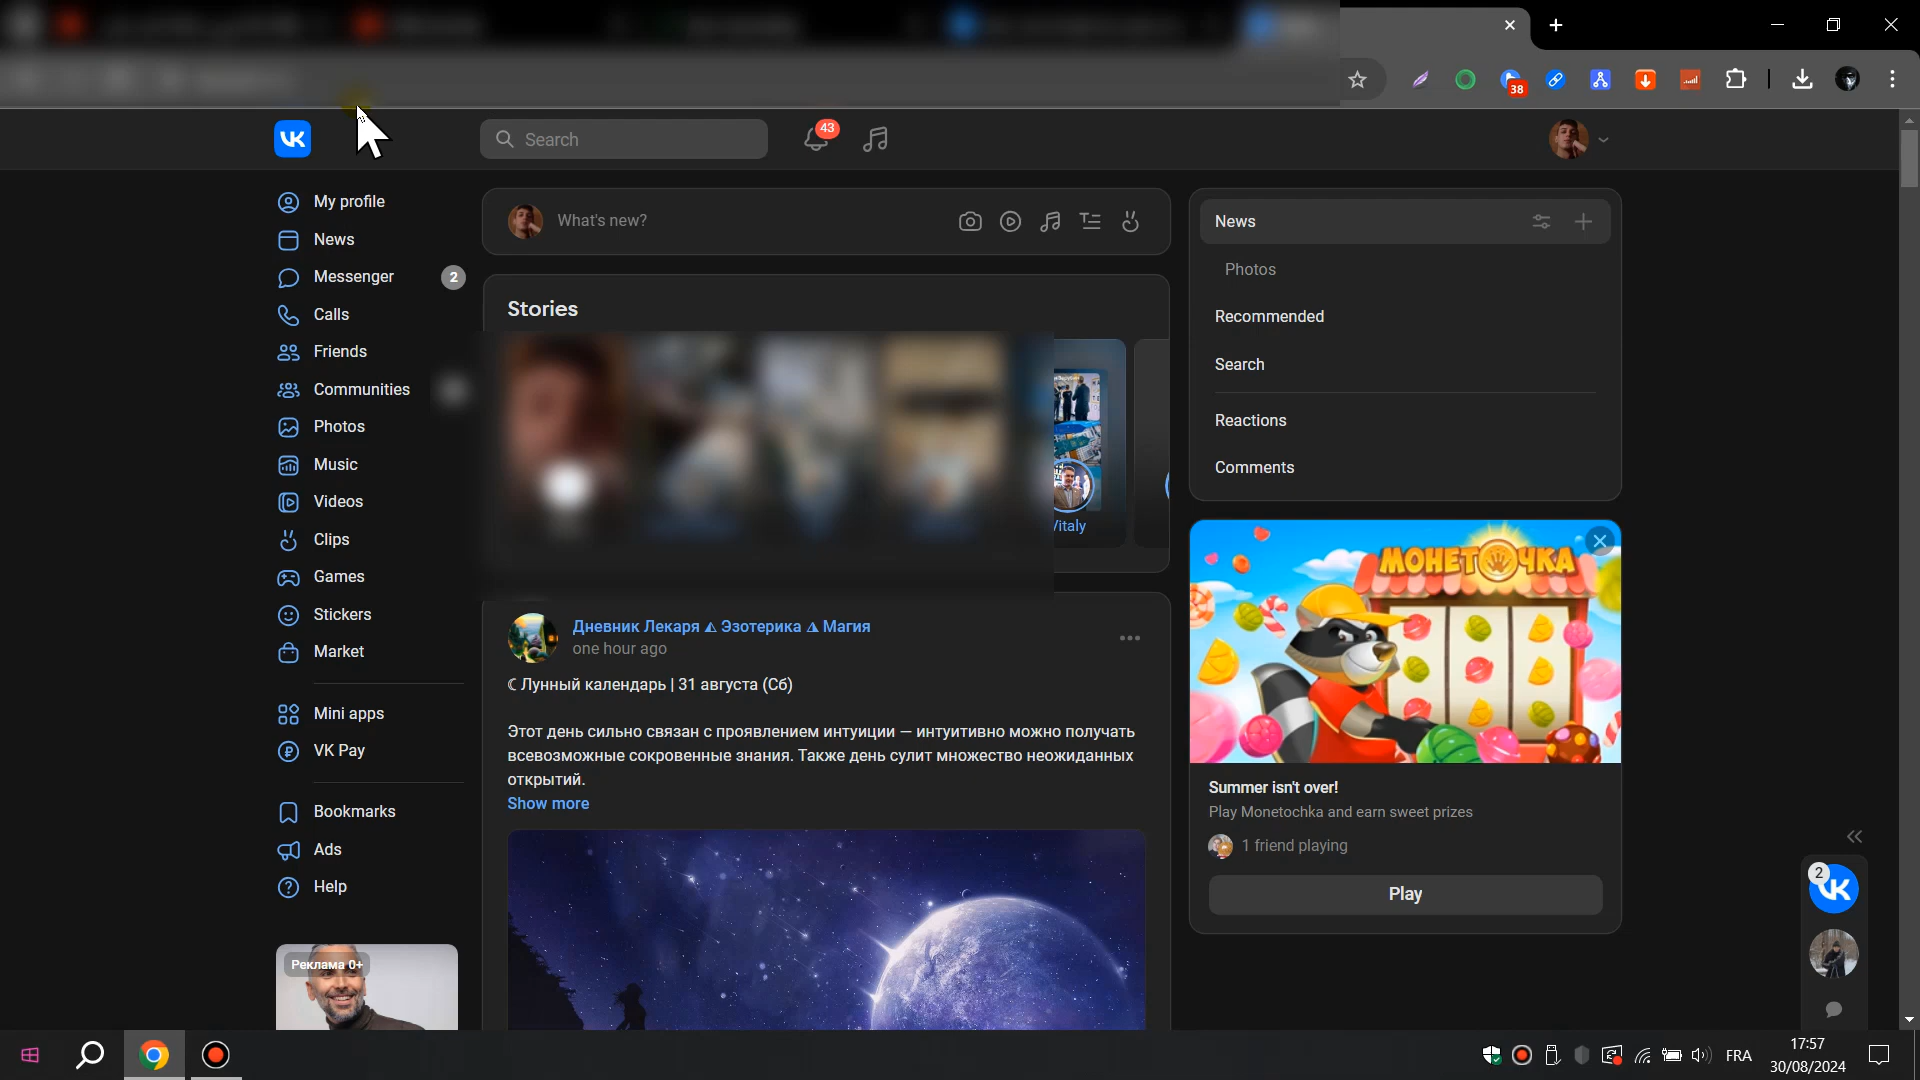 38
VK
Search
43
My profile
News
Messenger
2
Calls
Friends
Communities
Photos
Music
Videos
Clips
Games
Stickers
Market
Mini apps
VK Pay
Bookmarks
Ads
Help
Реклама 0+
What's new?
Stories
Vitaly
Дневник Лекаря ◭ Эзотерика ◮ Магия
one hour ago
☾ Лунный календарь | 31 августа (Сб)
Этот день сильно связан с проявлением интуиции — интуитивно можно получать
всевозможные сокровенные знания. Также день сулит множество неожиданных
открытий.
Show more
News
Photos
Recommended
Search
Reactions
Comments
МОНЕТОЧКА
Summer isn't over!
Play Monetochka and earn sweet prizes
1 friend playing
Play
2
VK
FRA
17:57
30/08/2024